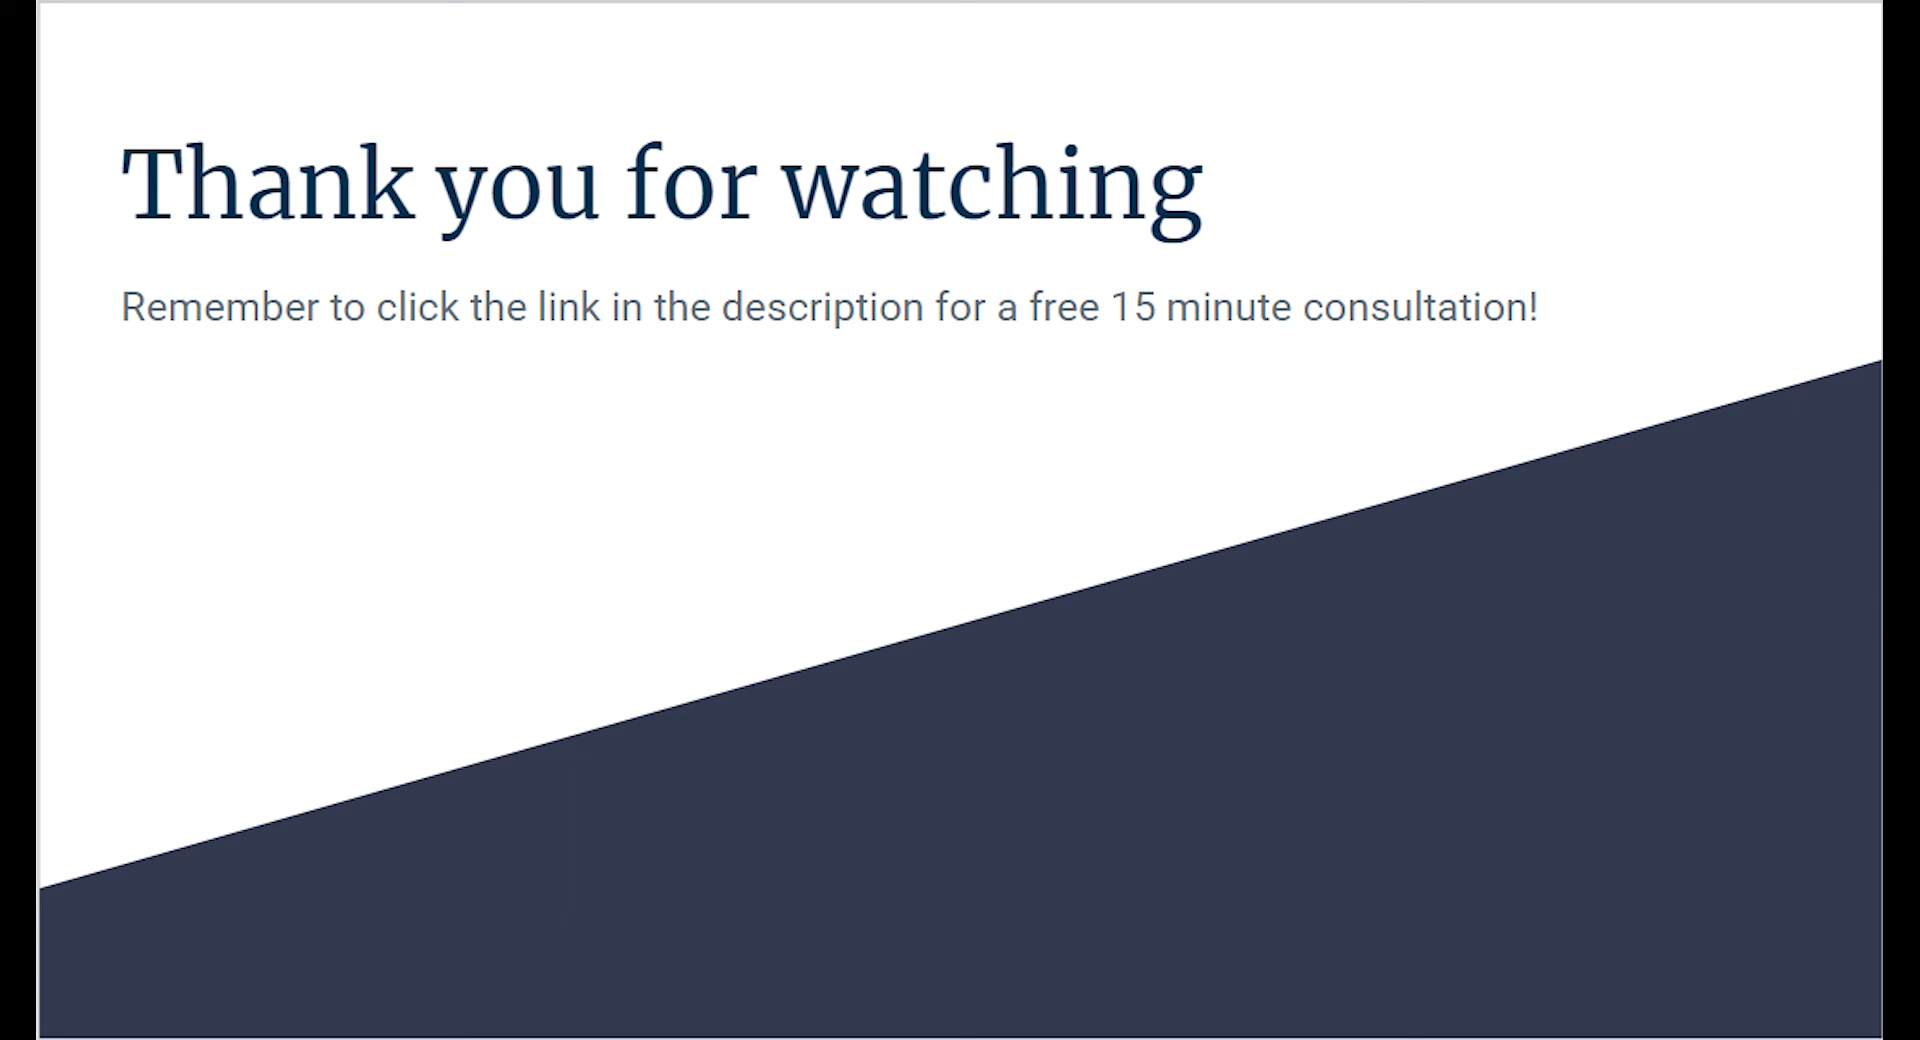 Thank you for watching
Remember to click the link in the description for a free 15 minute consultation!